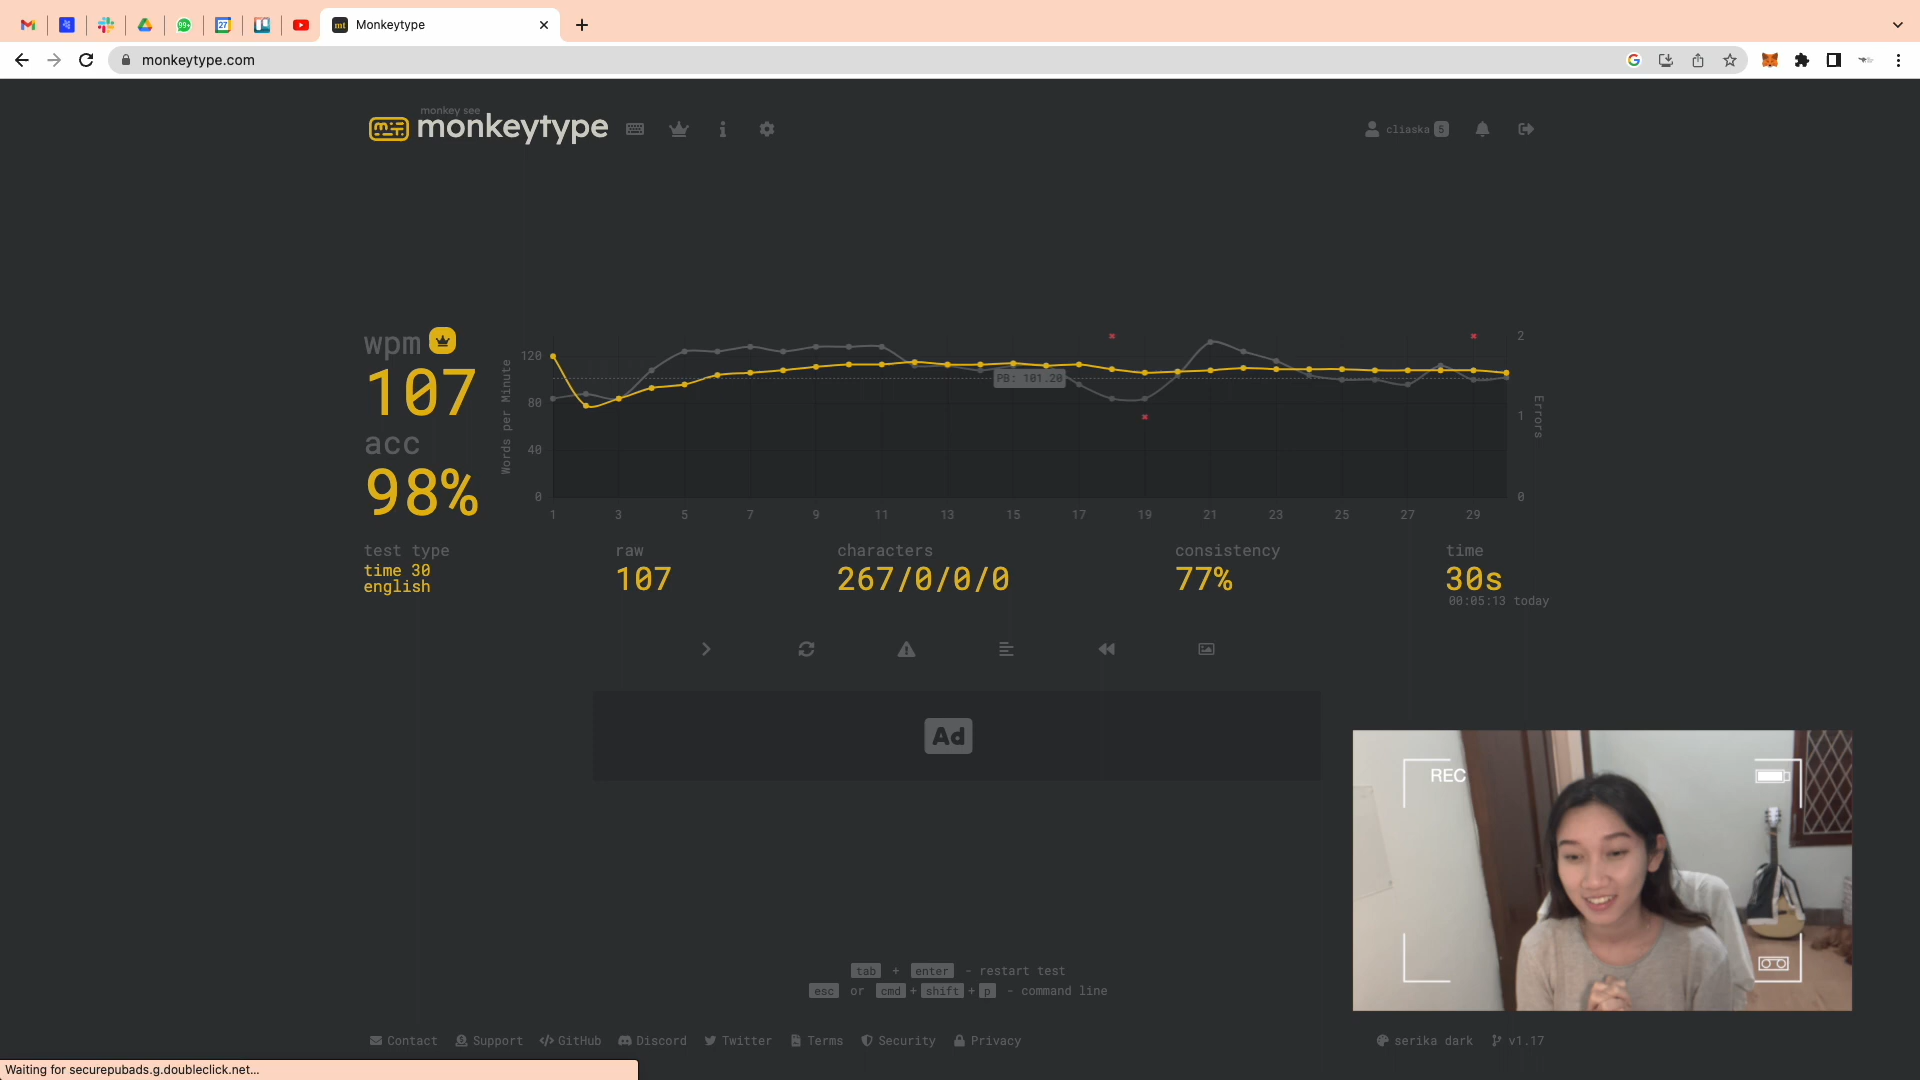 99+
27
mt Monkeytype
monkeytype.com
monkey see
monkeytype
cliaska 5
wpm
107
acc
98%
Words per Minute
120
80
40
0
PB: 101.20
2
1
0
Errors
1 3 5 7 9 11 13 15 17 19 21 23 25 27 29
test type
time 30
english
raw
107
characters
267/0/0/0
consistency
77%
time
30s
00:05:13 today
Ad
REC
tab + enter - restart test
esc or cmd + shift + p - command line
Contact Support GitHub Discord Twitter Terms Security Privacy
serika dark v1.17
Waiting for securepubads.g.doubleclick.net...